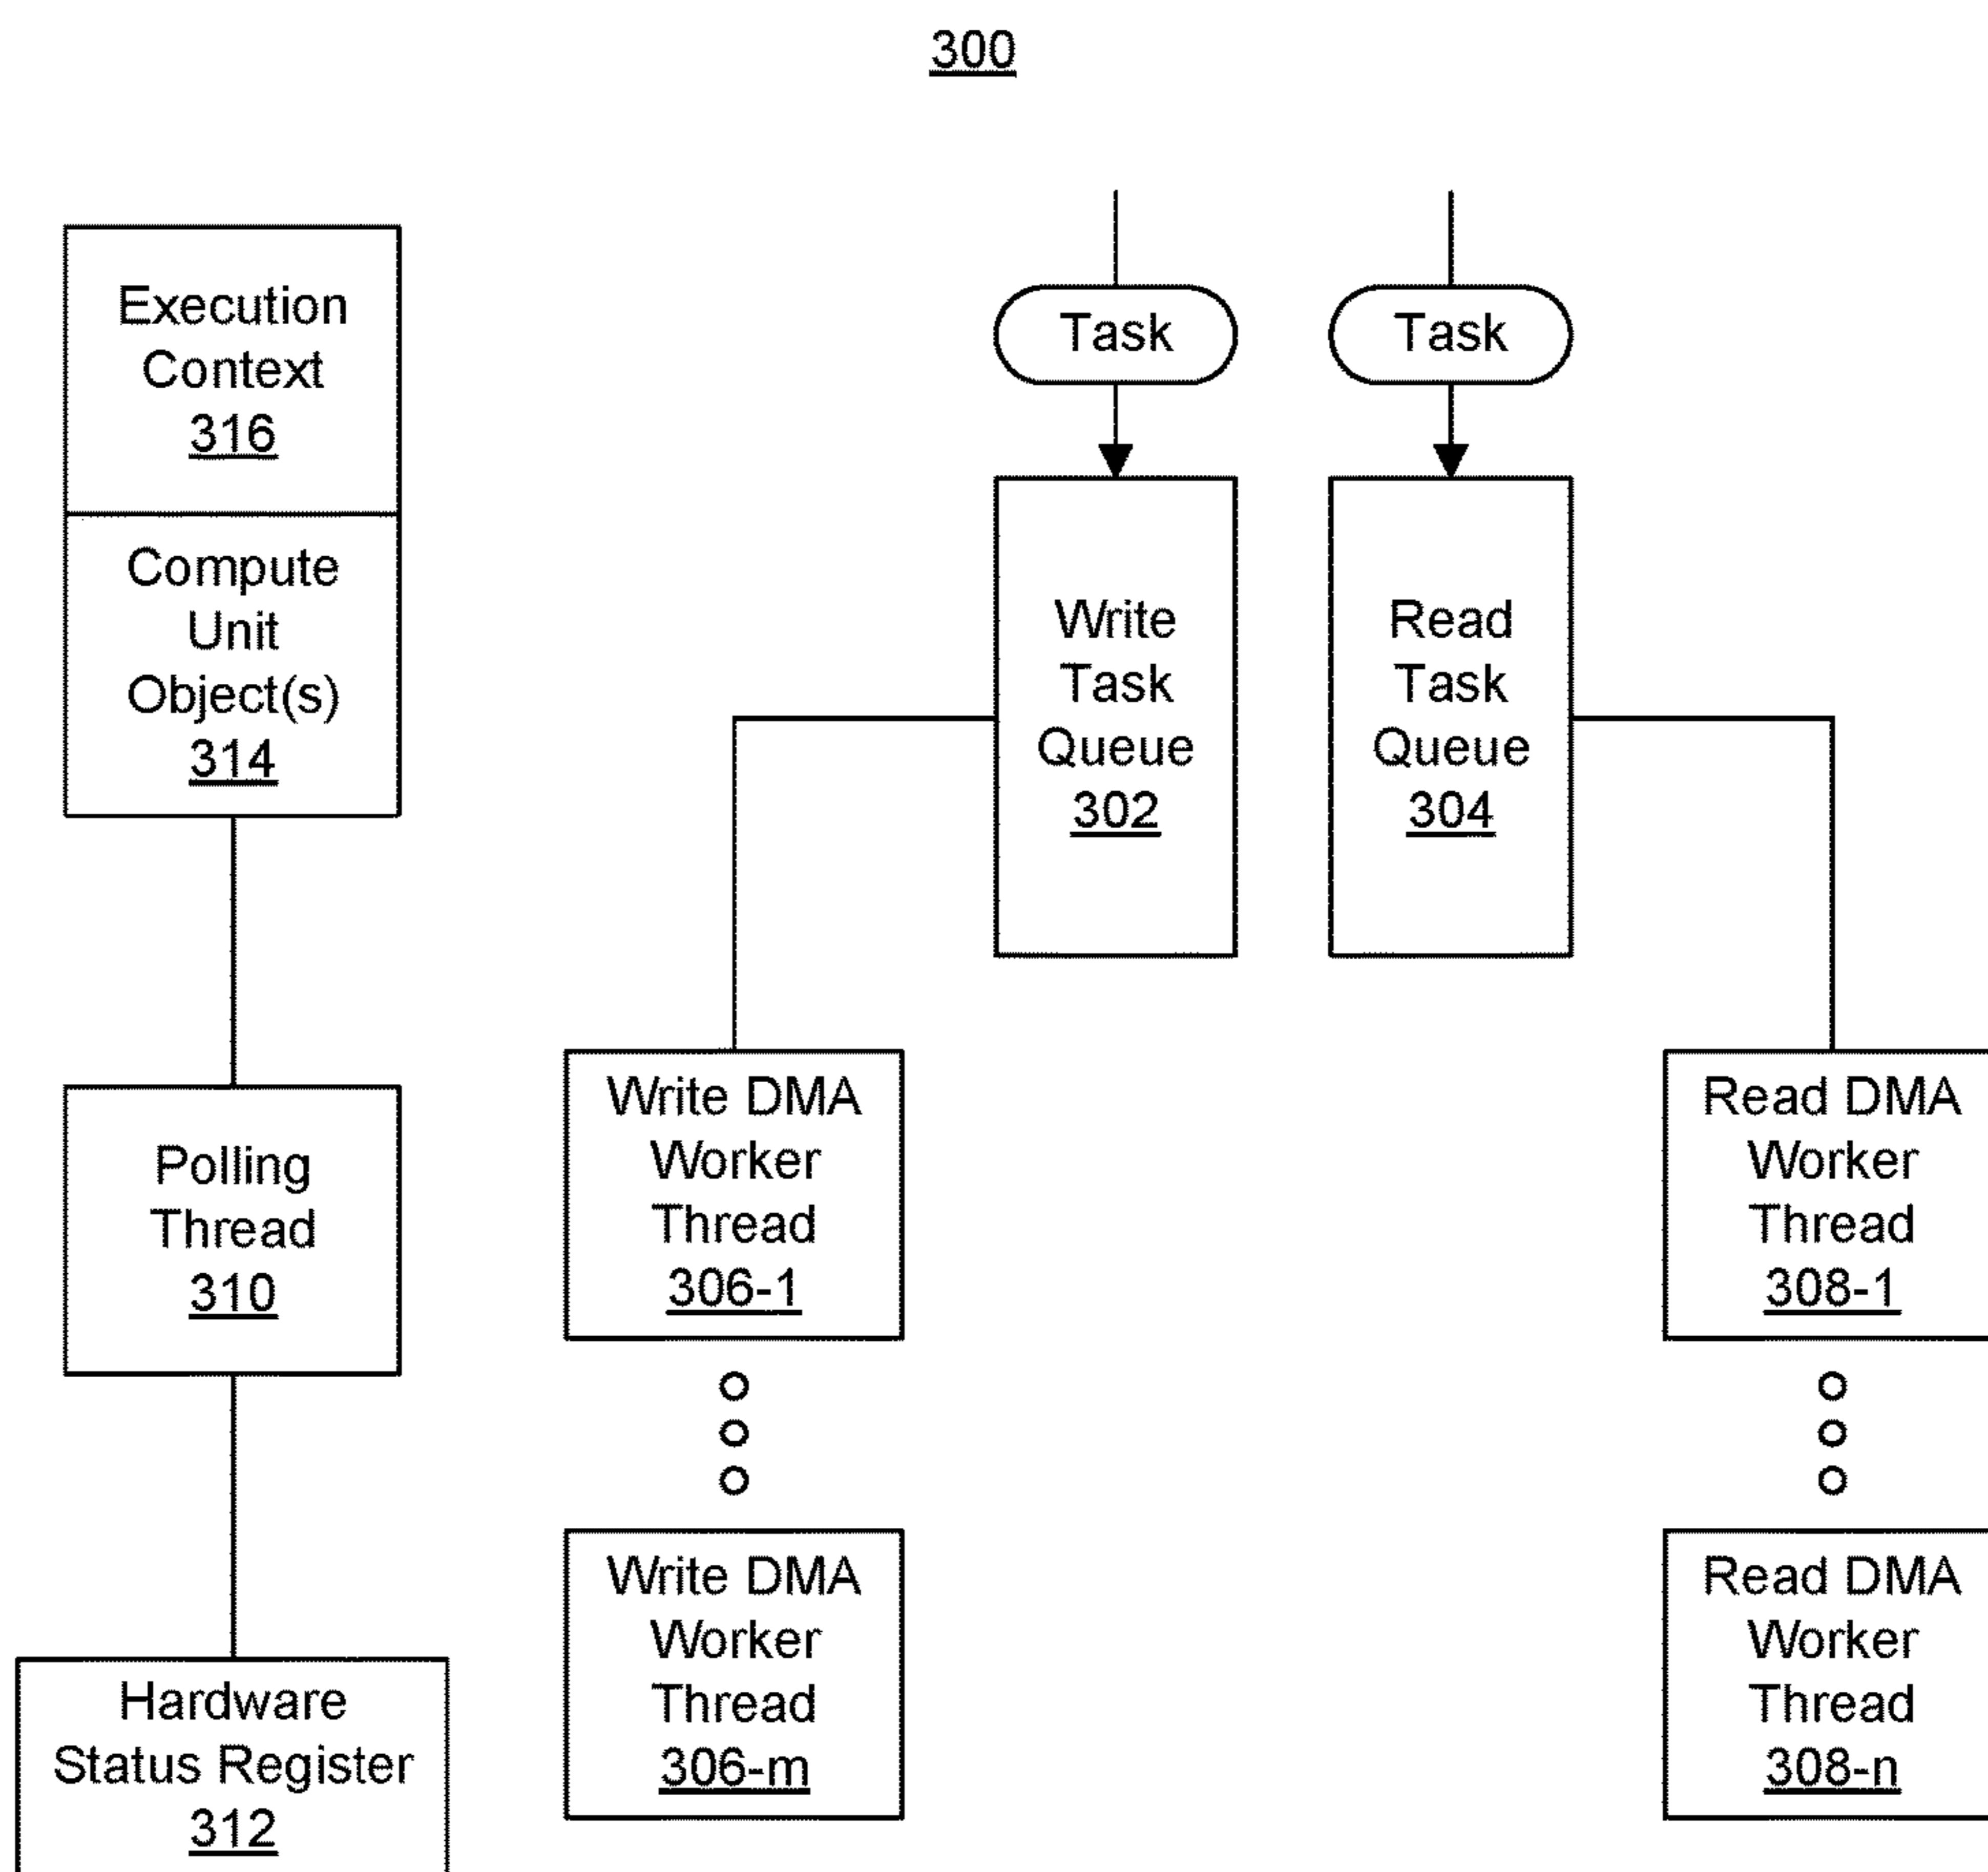 300
Execution
Context
316
Compute
Unit
Object(s)
314
Polling
Thread
310
Hardware
Status Register
312
Task
Write
Task
Queue
302
Task
Read
Task
Queue
304
Write DMA
Worker
Thread
306-1
Write DMA
Worker
Thread
306-m
Read DMA
Worker
Thread
308-1
Read DMA
Worker
Thread
308-n